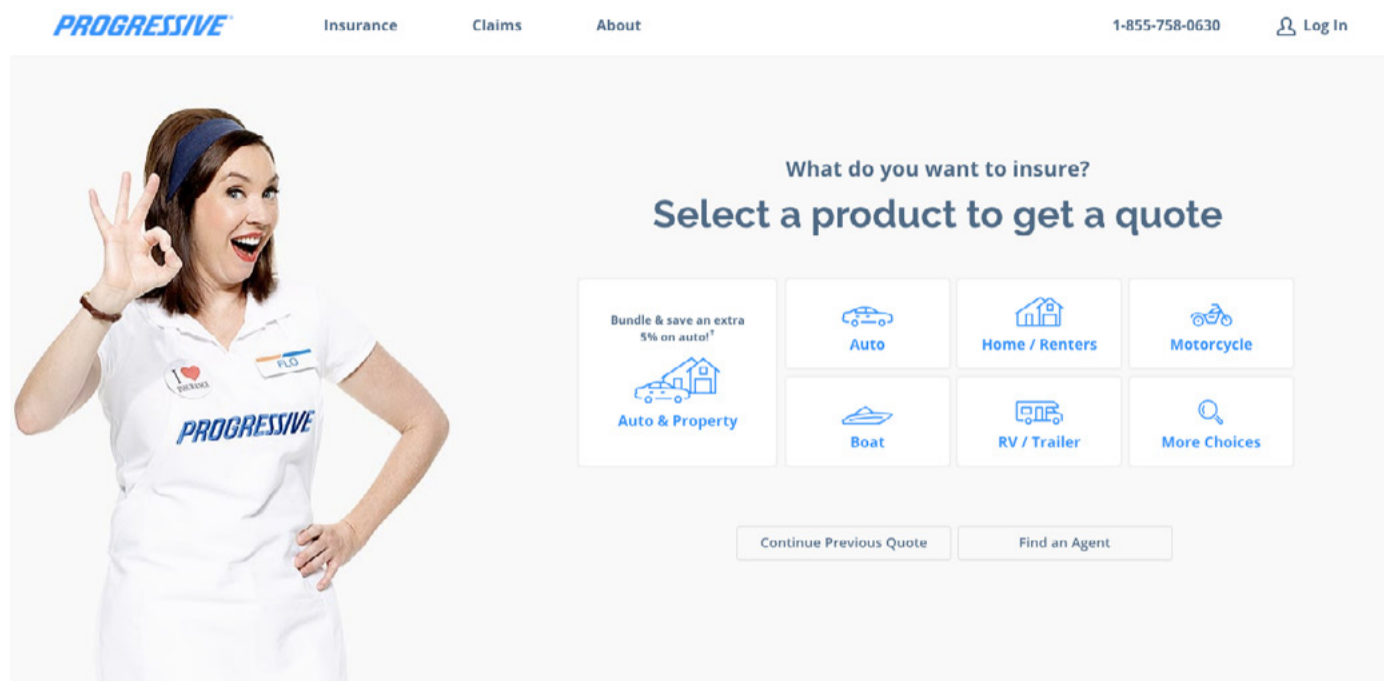 PROGRESSIVE
Insurance
Claims
About
1-855-758-0630
Log In
What do you want to insure?
Select a product to get a quote
Bundle & save an extra
5% on auto!†
Auto & Property
Auto
Home / Renters
Motorcycle
Boat
RV / Trailer
More Choices
Continue Previous Quote
Find an Agent
FLO
I ❤
INSURANCE
PROGRESSIVE